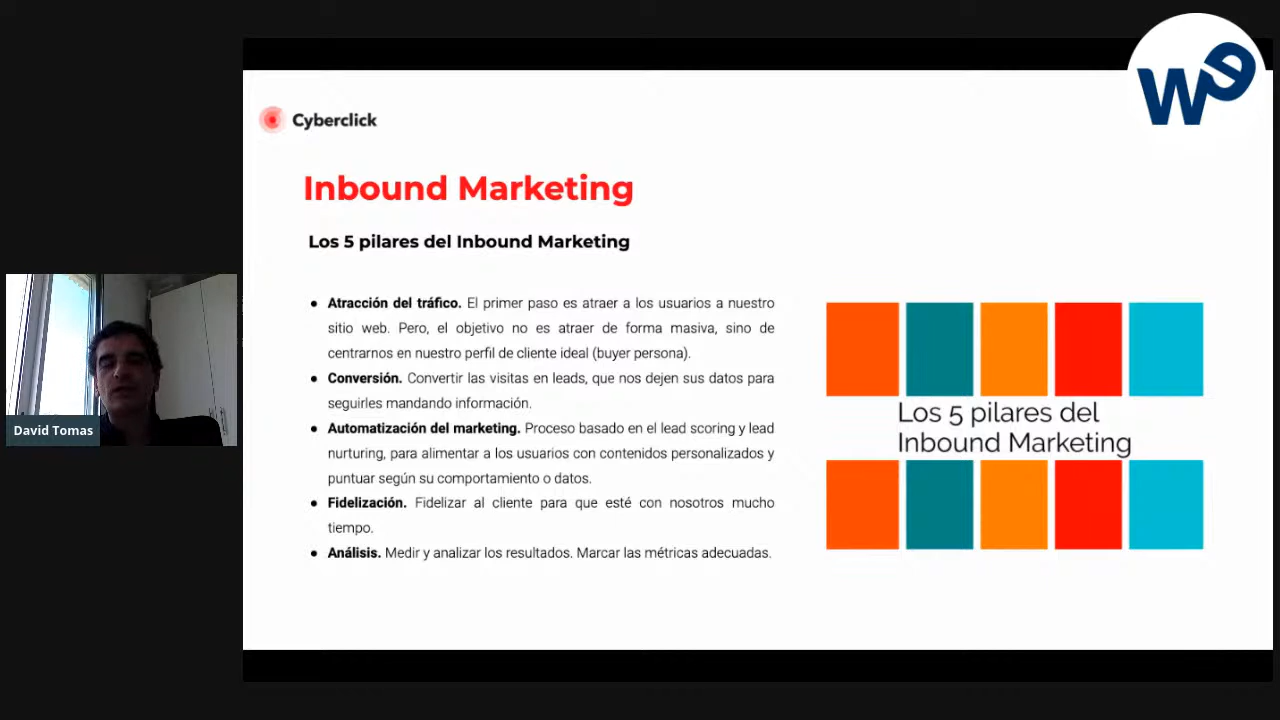 We
Cyberclick
Inbound Marketing
Los 5 pilares del Inbound Marketing
● Atracción del tráfico. El primer paso es atraer a los usuarios a nuestro
sitio web. Pero, el objetivo no es atraer de forma masiva, sino de
centrarnos en nuestro perfil de cliente ideal (buyer persona).
● Conversión. Convertir las visitas en leads, que nos dejen sus datos para
seguirles mandando información.
● Automatización del marketing. Proceso basado en el lead scoring y lead
nurturing, para alimentar a los usuarios con contenidos personalizados y
puntuar según su comportamiento o datos.
● Fidelización. Fidelizar al cliente para que esté con nosotros mucho
tiempo.
● Análisis. Medir y analizar los resultados. Marcar las métricas adecuadas.
Los 5 pilares del
Inbound Marketing
David Tomas